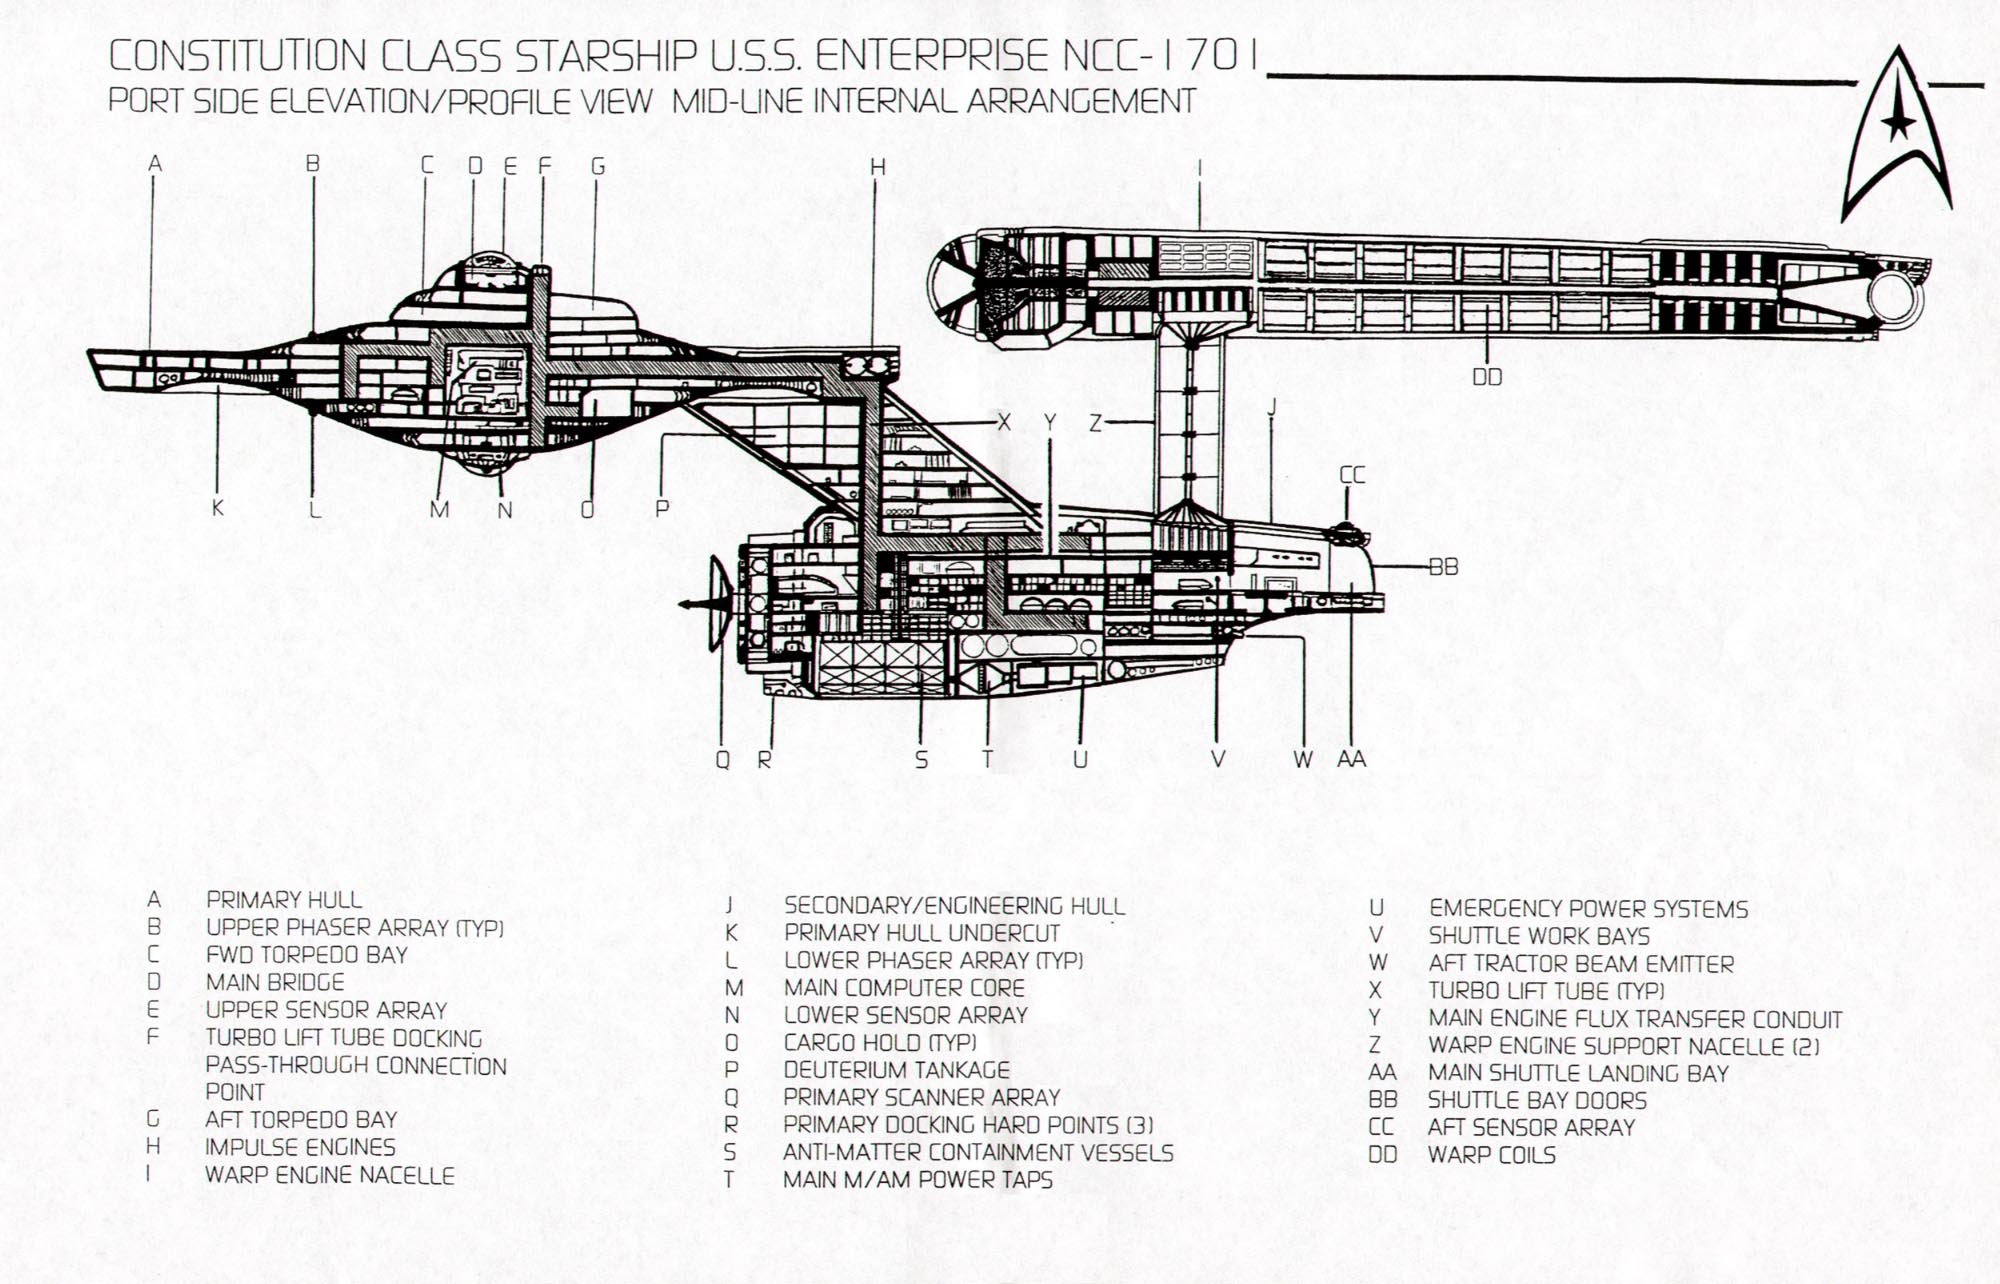 CONSTITUTION CLASS STARSHIP U.S.S. ENTERPRISE NCC-1701
PORT SIDE ELEVATION/PROFILE VIEW MID-LINE INTERNAL ARRANGEMENT
A B C D E F G H I
DD
X Y Z J
CC
K L M N O P
BB
Q R S T U V W AA
A PRIMARY HULL
B UPPER PHASER ARRAY (TYP)
C FWD TORPEDO BAY
D MAIN BRIDGE
E UPPER SENSOR ARRAY
F TURBO LIFT TUBE DOCKING
PASS-THROUGH CONNECTION
POINT
G AFT TORPEDO BAY
H IMPULSE ENGINES
I WARP ENGINE NACELLE
J SECONDARY/ENGINEERING HULL
K PRIMARY HULL UNDERCUT
L LOWER PHASER ARRAY (TYP)
M MAIN COMPUTER CORE
N LOWER SENSOR ARRAY
O CARGO HOLD (TYP)
P DEUTERIUM TANKAGE
Q PRIMARY SCANNER ARRAY
R PRIMARY DOCKING HARD POINTS (3)
S ANTI-MATTER CONTAINMENT VESSELS
T MAIN M/AM POWER TAPS
U EMERGENCY POWER SYSTEMS
V SHUTTLE WORK BAYS
W AFT TRACTOR BEAM EMITTER
X TURBO LIFT TUBE (TYP)
Y MAIN ENGINE FLUX TRANSFER CONDUIT
Z WARP ENGINE SUPPORT NACELLE (2)
AA MAIN SHUTTLE LANDING BAY
BB SHUTTLE BAY DOORS
CC AFT SENSOR ARRAY
DD WARP COILS